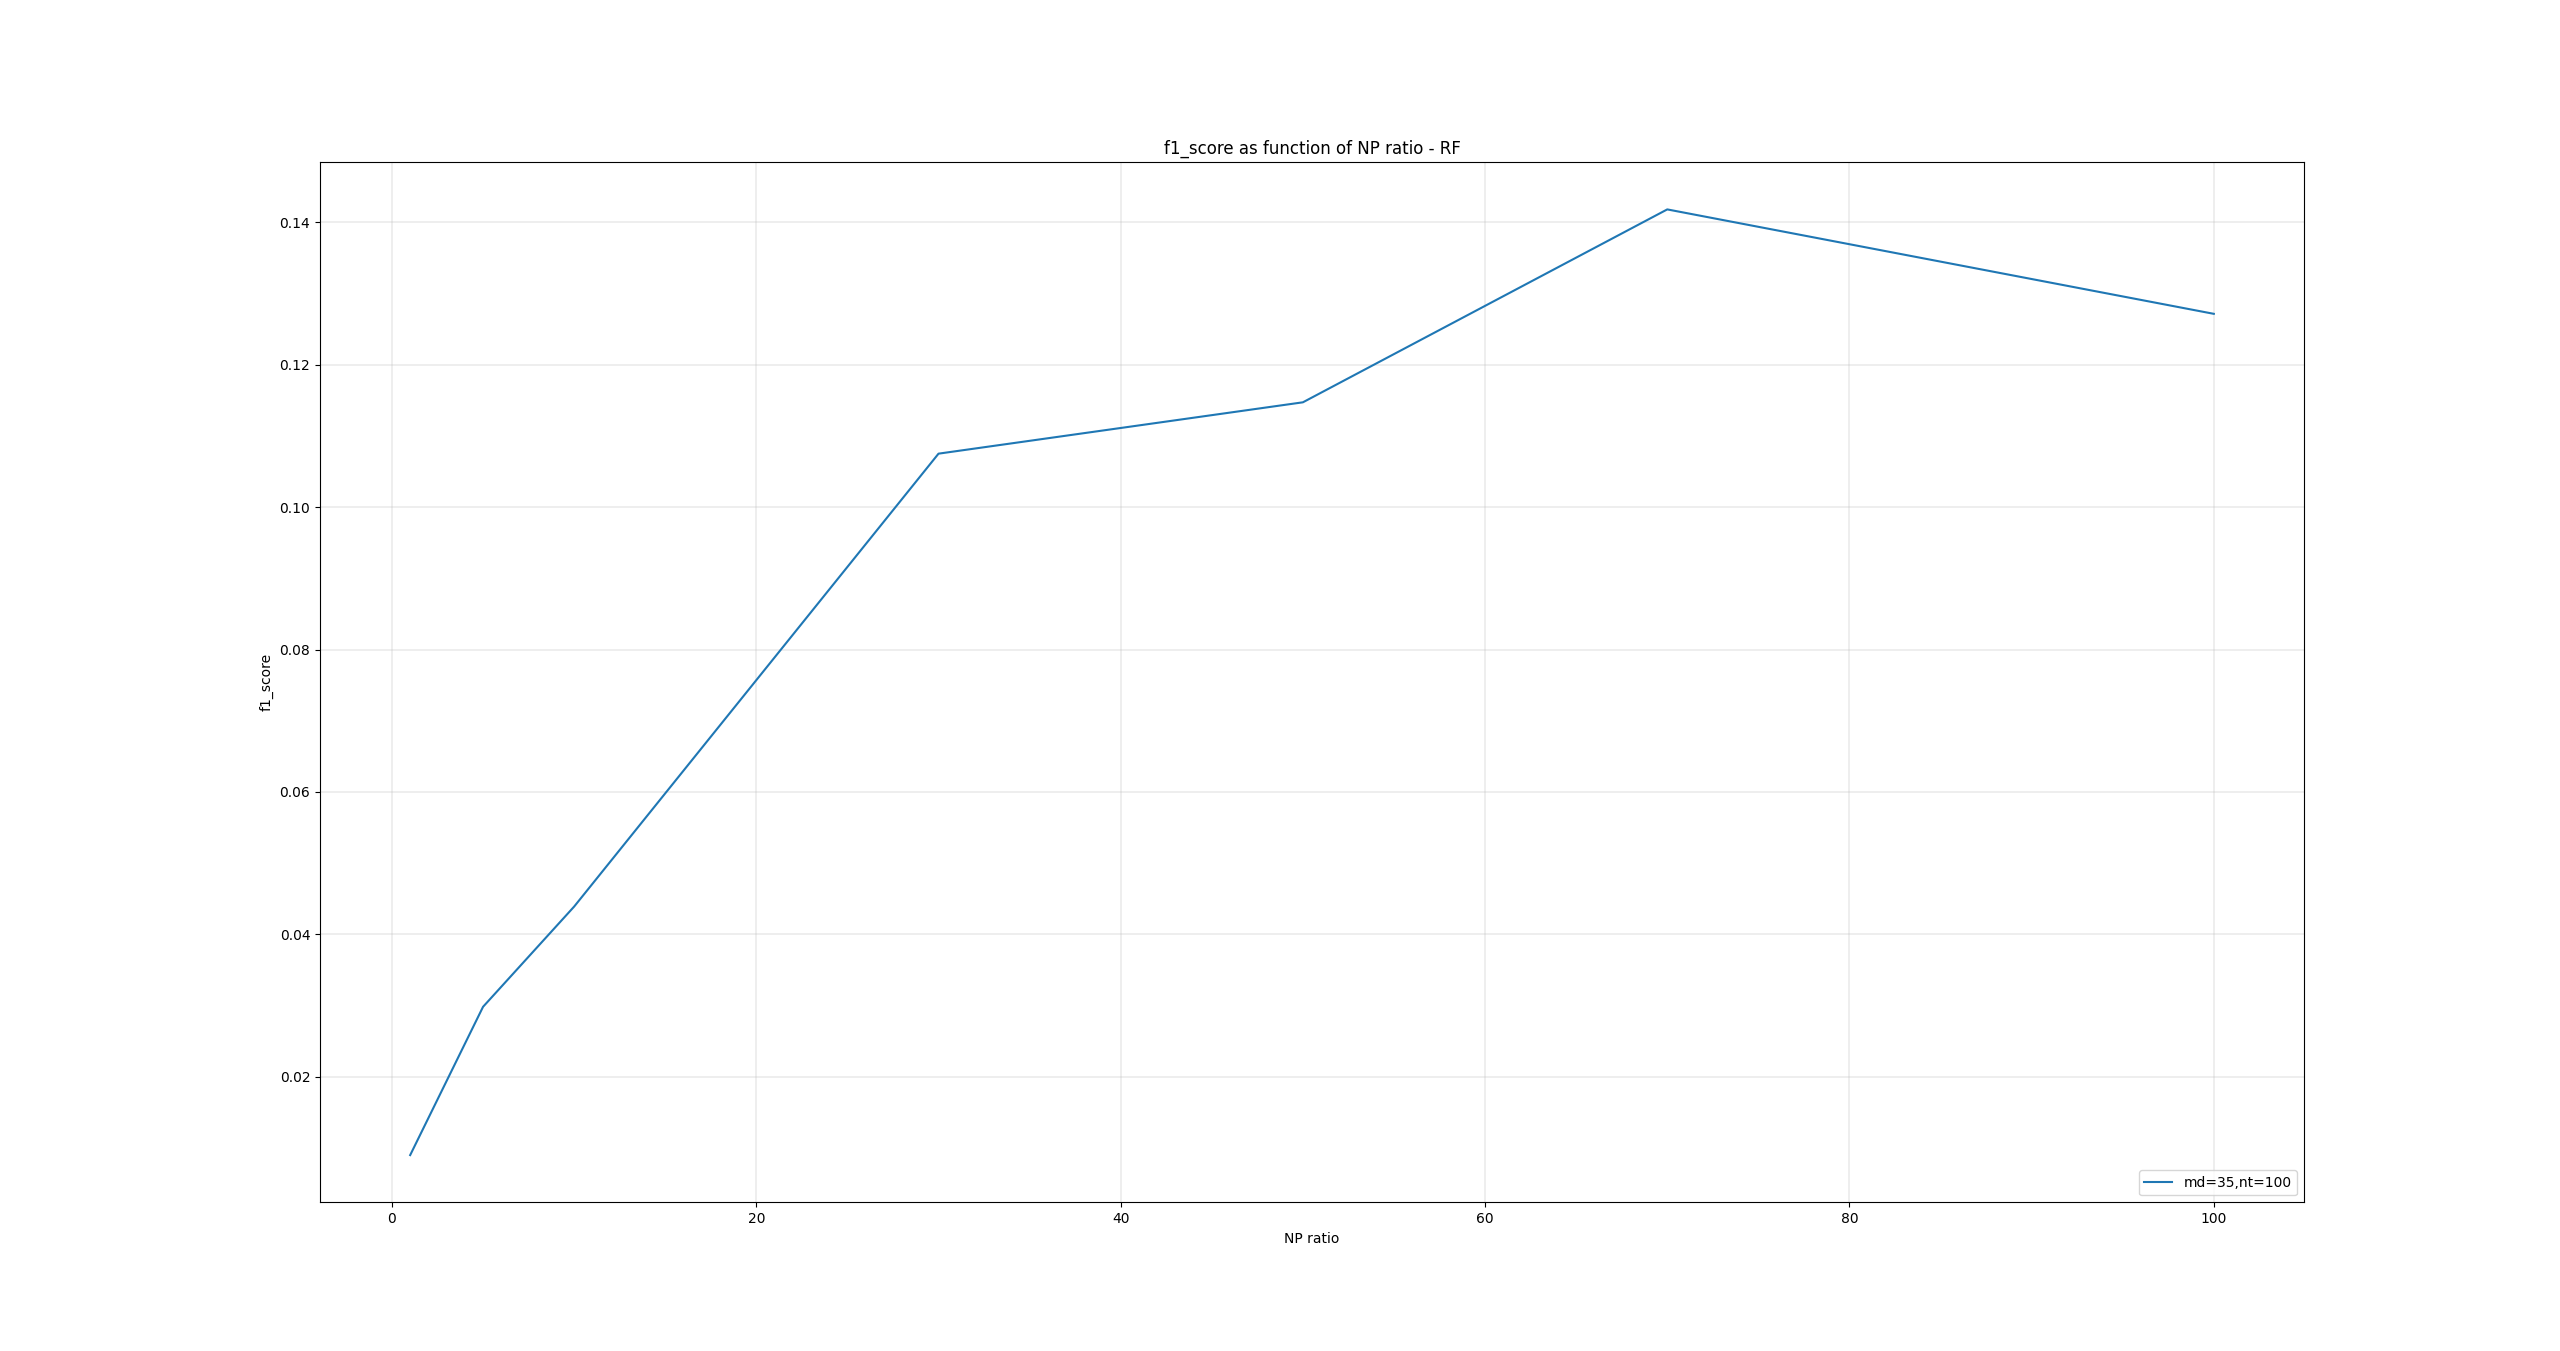 f1_score as function of NP ratio - RF
0.14
0.12
0.10
0.08
0.06
0.04
0.02
f1_score
0 20 40 60 80 100
NP ratio
md=35,nt=100